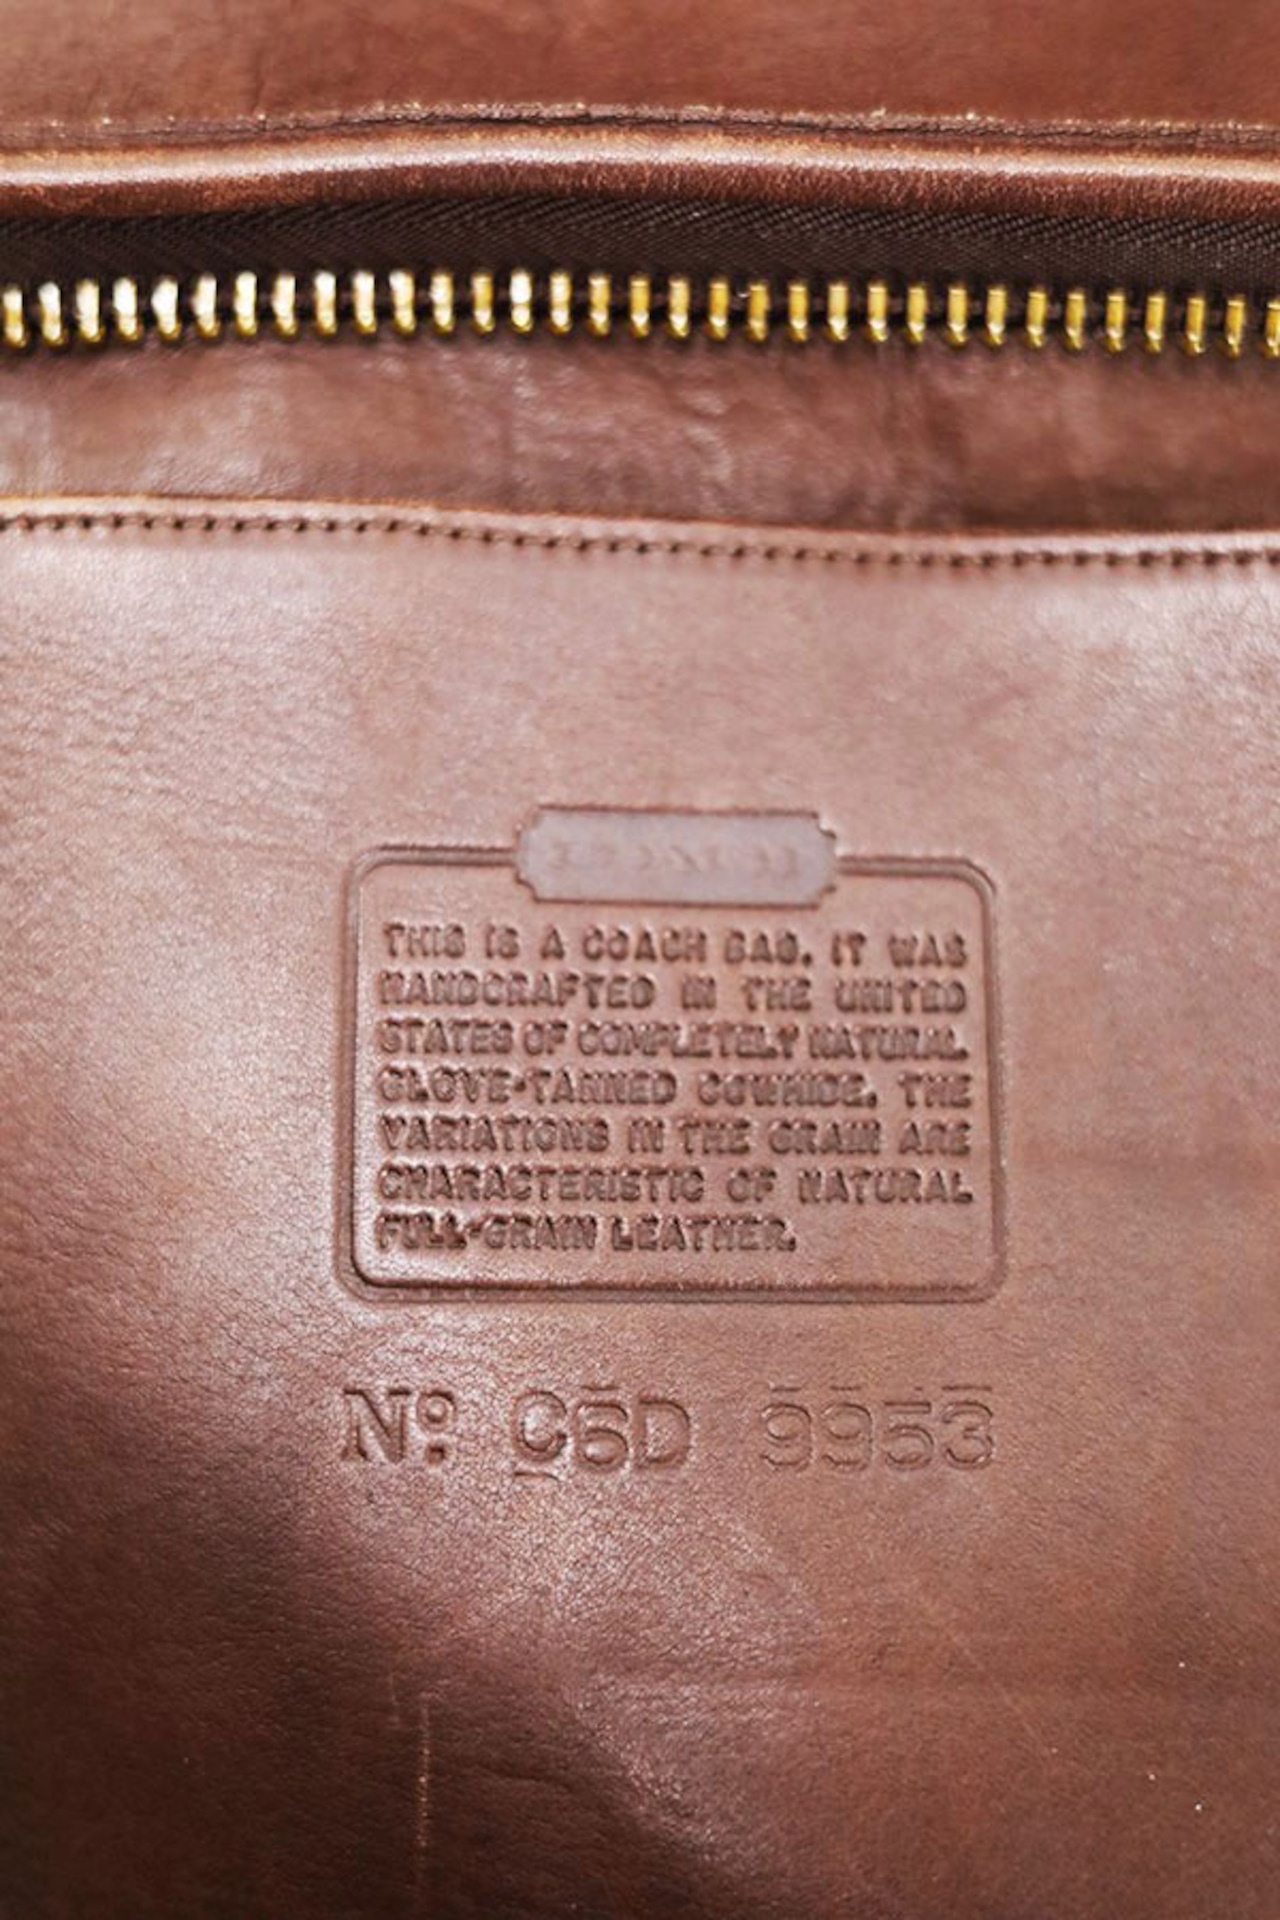 THIS IS A COACH BAG. IT WAS
HANDCRAFTED IN THE UNITED
STATES OF COMPLETELY NATURAL
GLOVE-TANNED COWHIDE. THE
VARIATIONS IN THE GRAIN ARE
CHARACTERISTIC OF NATURAL
FULL-GRAIN LEATHER.
Nº C6D 9953